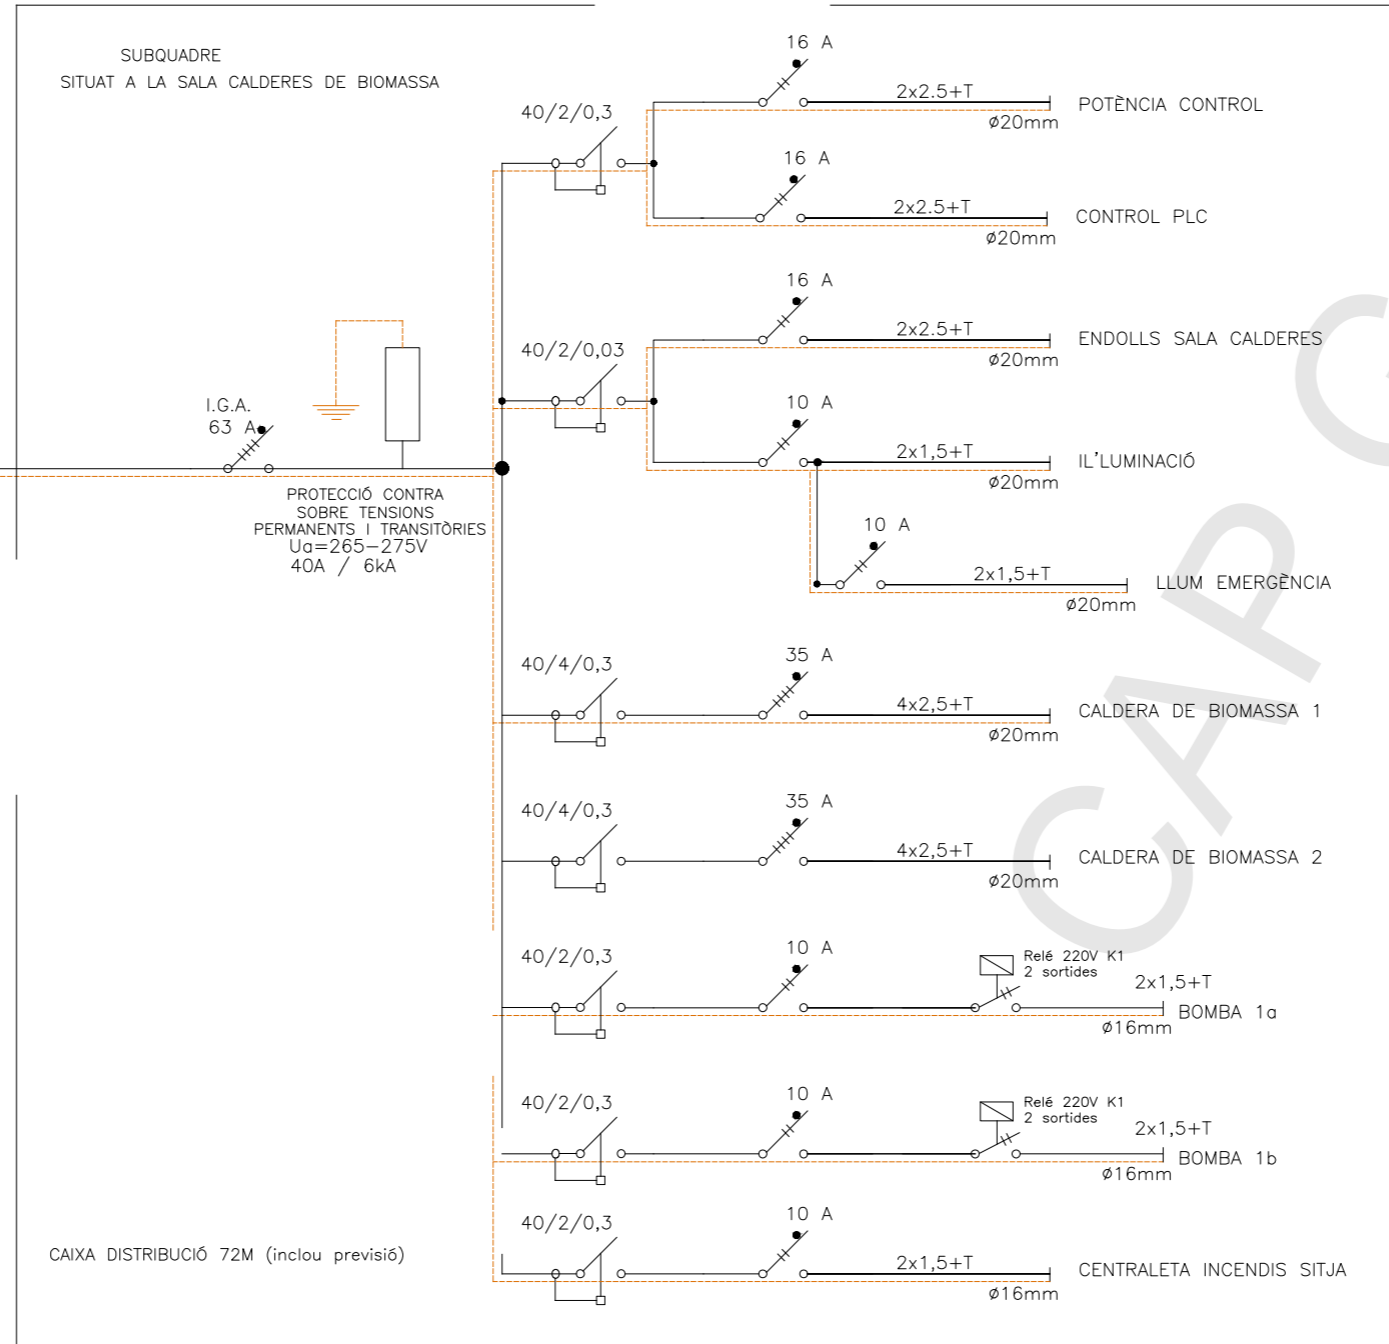 SUBQUADRE
SITUAT A LA SALA CALDERES DE BIOMASSA
16 A
40/2/0,3
2x2.5+T
POTÈNCIA CONTROL
ø20mm
16 A
2x2.5+T
CONTROL PLC
ø20mm
16 A
40/2/0,03
2x2.5+T
ENDOLLS SALA CALDERES
ø20mm
I.G.A.
63 A
10 A
2x1,5+T
IL'LUMINACIÓ
ø20mm
PROTECCIÓ CONTRA
SOBRE TENSIONS
PERMANENTS I TRANSITÒRIES
Ua=265-275V
40A / 6kA
10 A
2x1,5+T
LLUM EMERGÈNCIA
ø20mm
40/4/0,3
35 A
4x2,5+T
CALDERA DE BIOMASSA 1
ø20mm
40/4/0,3
35 A
4x2,5+T
CALDERA DE BIOMASSA 2
ø20mm
40/2/0,3
10 A
Relé 220V K1
2 sortides
2x1,5+T
BOMBA 1a
ø16mm
40/2/0,3
10 A
Relé 220V K1
2 sortides
2x1,5+T
BOMBA 1b
ø16mm
40/2/0,3
10 A
2x1,5+T
CENTRALETA INCENDIS SITJA
ø16mm
CAIXA DISTRIBUCIÓ 72M (inclou previsió)
CAP